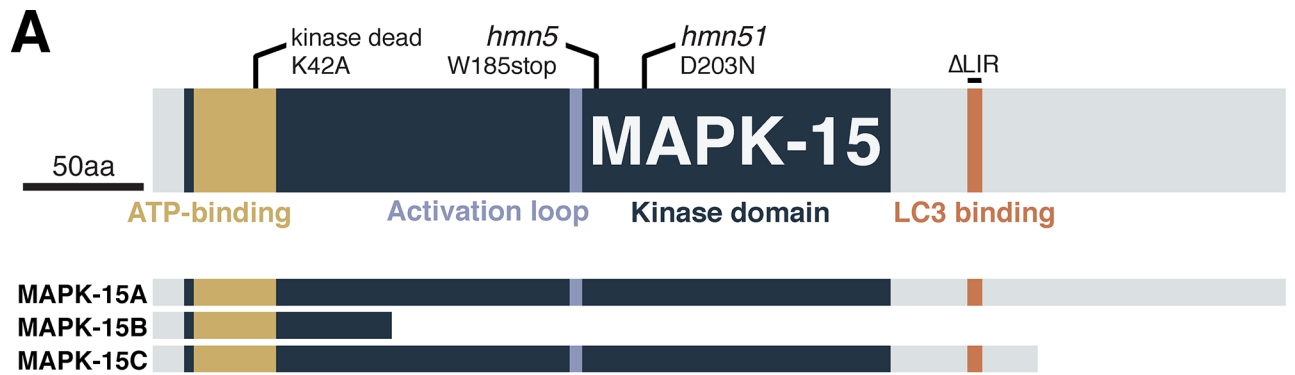 A
kinase dead
K42A
hmn5
W185stop
hmn51
D203N
ΔLIR
MAPK-15
50aa
ATP-binding
Activation loop
Kinase domain
LC3 binding
MAPK-15A
MAPK-15B
MAPK-15C